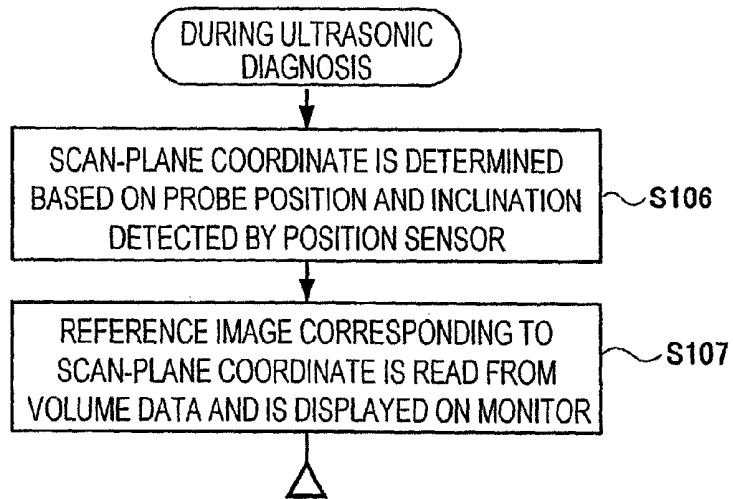 DURING ULTRASONIC
DIAGNOSIS
SCAN-PLANE COORDINATE IS DETERMINED
BASED ON PROBE POSITION AND INCLINATION
DETECTED BY POSITION SENSOR
S106
REFERENCE IMAGE CORRESPONDING TO
SCAN-PLANE COORDINATE IS READ FROM
VOLUME DATA AND IS DISPLAYED ON MONITOR
S107